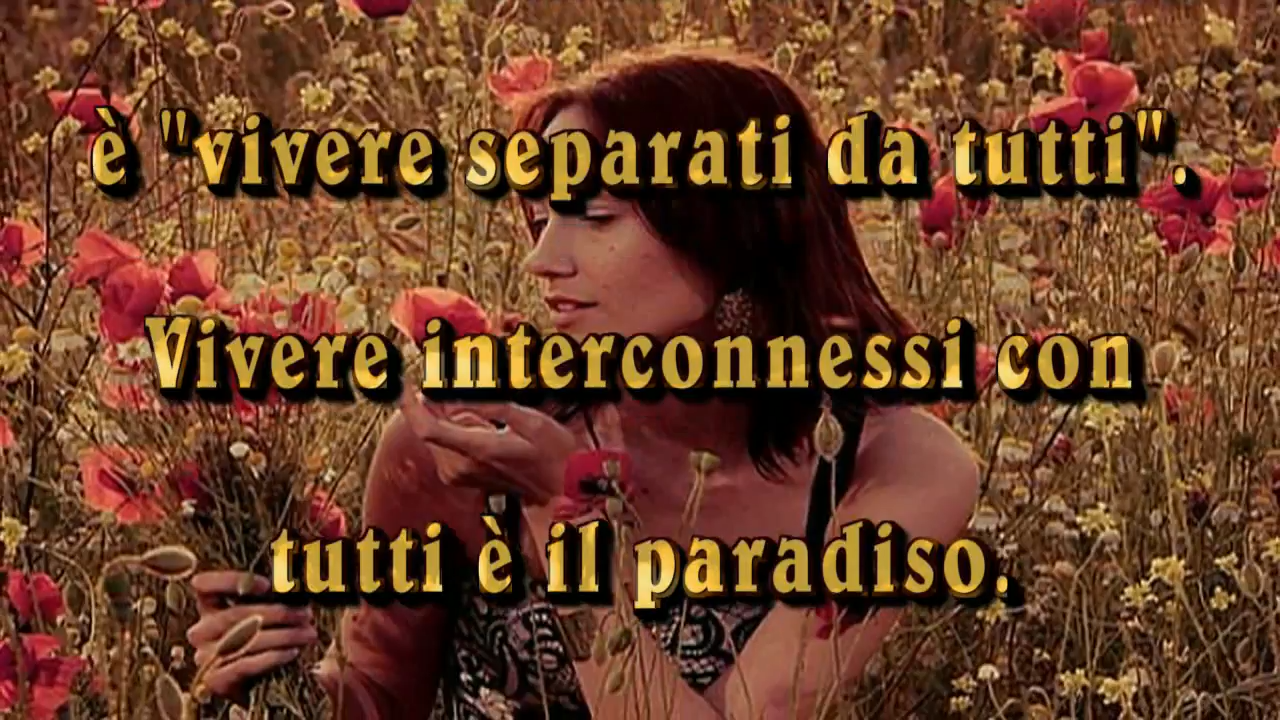 è "vivere separati da tutti".
Vivere interconnessi con
tutti è il paradiso.